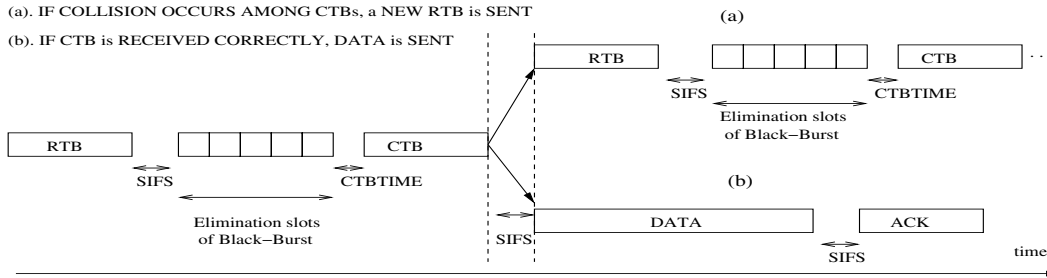 (a). IF COLLISION OCCURS AMONG CTBs, a NEW RTB is SENT
(a)
(b). IF CTB is RECEIVED CORRECTLY, DATA is SENT
RTB
CTB
. .
SIFS
CTBTIME
Elimination slots
of Black−Burst
RTB
CTB
SIFS
CTBTIME
Elimination slots
of Black−Burst
(b)
DATA
ACK
SIFS
SIFS
time